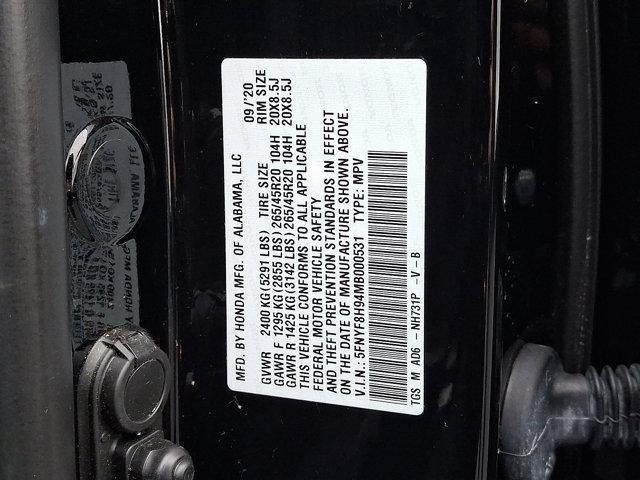 MFD. BY HONDA MFG. OF ALABAMA, LLC 09/'20
GVWR 2400 KG (5291 LBS) TIRE SIZE RIM SIZE
GAWR F 1295 KG (2855 LBS) 265/45R20 104H 20X8.5J
GAWR R 1425 KG (3142 LBS) 265/45R20 104H 20X8.5J
THIS VEHICLE CONFORMS TO ALL APPLICABLE
FEDERAL MOTOR VEHICLE SAFETY
AND THEFT PREVENTION STANDARDS IN EFFECT
ON THE DATE OF MANUFACTURE SHOWN ABOVE.
V.I.N.: 5FNYF8H94MB000531 TYPE: MPV
TGS M AD6 - NH731P -V - B